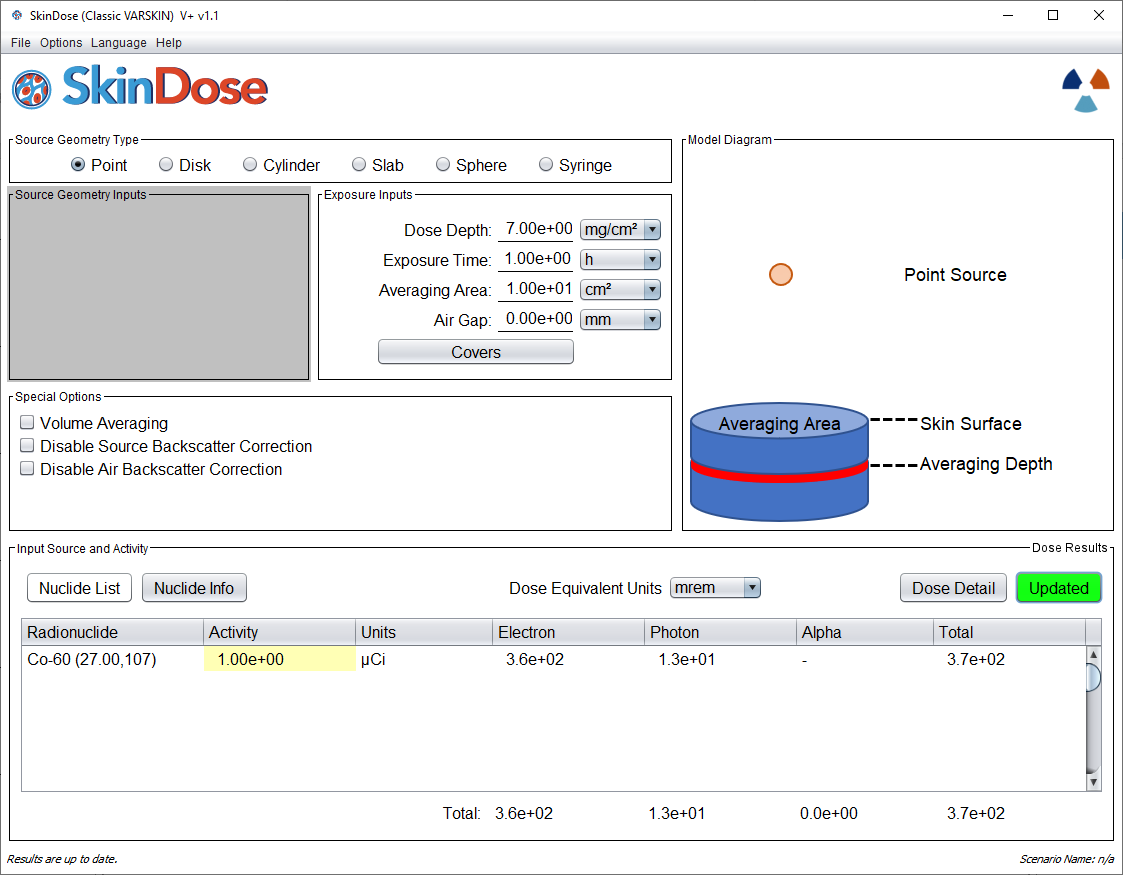 SkinDose (Classic VARSKIN) V+ v1.1
File Options Language Help
SkinDose
Source Geometry Type
Point Disk Cylinder Slab Sphere Syringe
Source Geometry Inputs
Exposure Inputs
Dose Depth: 7.00e+00 mg/cm²
Exposure Time: 1.00e+00 h
Averaging Area: 1.00e+01 cm²
Air Gap: 0.00e+00 mm
Covers
Special Options
Volume Averaging
Disable Source Backscatter Correction
Disable Air Backscatter Correction
Model Diagram
Point Source
Averaging Area
Skin Surface
Averaging Depth
Input Source and Activity
Dose Results
Nuclide List Nuclide Info Dose Equivalent Units mrem Dose Detail Updated
Radionuclide Activity Units Electron Photon Alpha Total
Co-60 (27.00,107) 1.00e+00 µCi 3.6e+02 1.3e+01 - 3.7e+02
Total: 3.6e+02 1.3e+01 0.0e+00 3.7e+02
Results are up to date.
Scenario Name: n/a